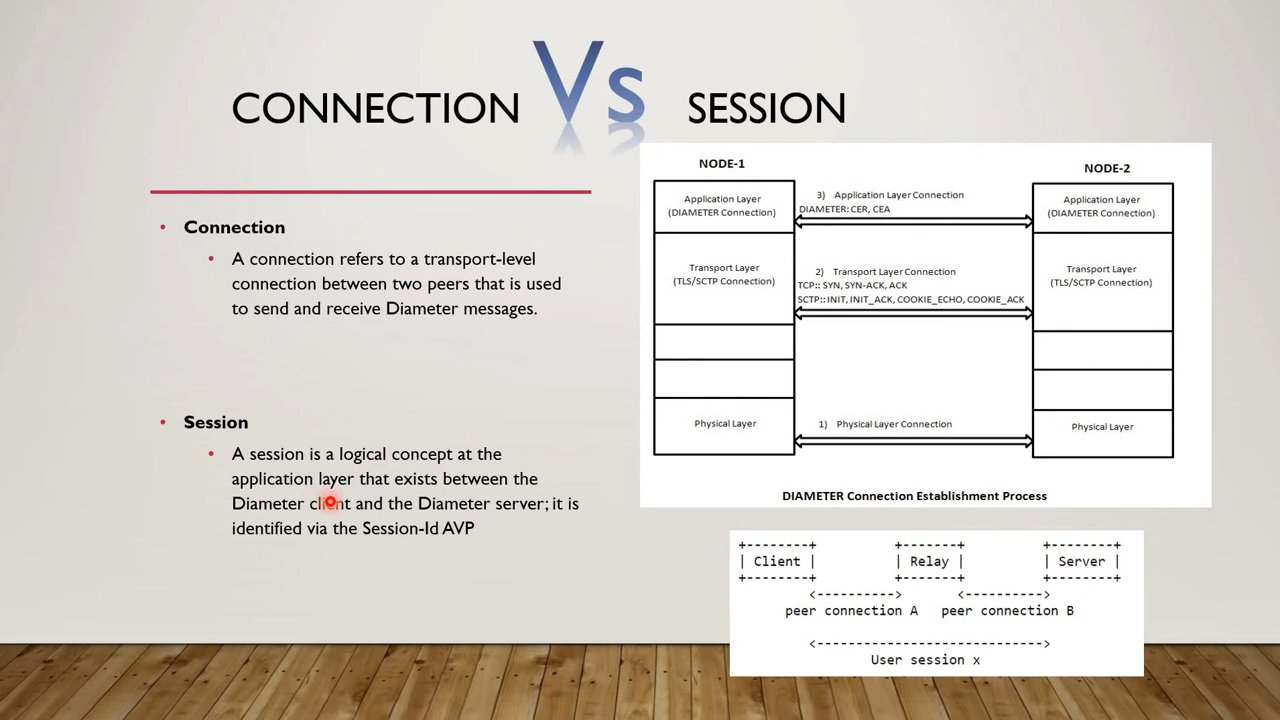 CONNECTION Vs SESSION
• Connection
• A connection refers to a transport-level
connection between two peers that is used
to send and receive Diameter messages.
• Session
• A session is a logical concept at the
application layer that exists between the
Diameter client and the Diameter server; it is
identified via the Session-Id AVP
NODE-1
NODE-2
Application Layer
(DIAMETER Connection)
3) Application Layer Connection
DIAMETER: CER, CEA
Application Layer
(DIAMETER Connection)
Transport Layer
(TLS/SCTP Connection)
2) Transport Layer Connection
TCP:: SYN, SYN-ACK, ACK
SCTP:: INIT, INIT_ACK, COOKIE_ECHO, COOKIE_ACK
Transport Layer
(TLS/SCTP Connection)
Physical Layer
1) Physical Layer Connection
Physical Layer
DIAMETER Connection Establishment Process
+--------+ +-------+ +--------+
| Client | | Relay | | Server |
+--------+ +-------+ +--------+
<----------> <---------->
peer connection A peer connection B
<----------------------------->
User session x